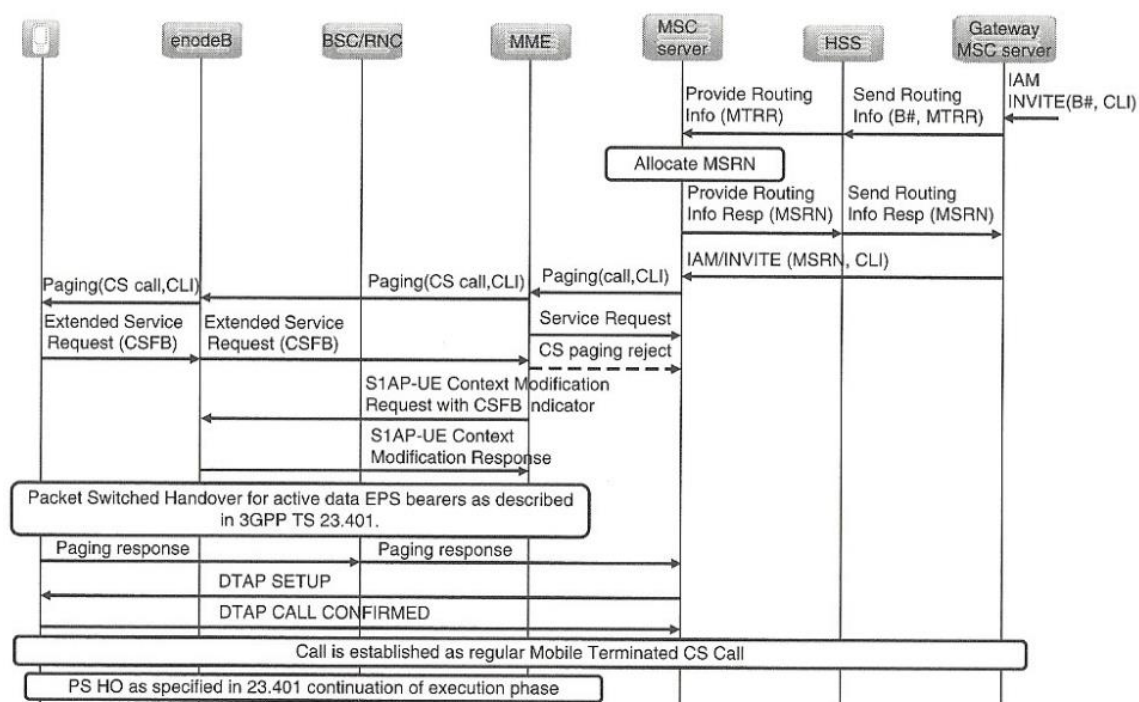 enodeB
BSC/RNC
MME
MSC
server
HSS
Gateway
MSC server
IAM
INVITE(B#, CLI)
Provide Routing
Info (MTRR)
Send Routing
Info (B#, MTRR)
Allocate MSRN
Provide Routing
Info Resp (MSRN)
Send Routing
Info Resp (MSRN)
IAM/INVITE (MSRN, CLI)
Paging(call,CLI)
Paging(CS call,CLI)
Paging(CS call,CLI)
Service Request
Extended Service
Request (CSFB)
Extended Service
Request (CSFB)
CS paging reject
S1AP-UE Context Modification
Request with CSFB indicator
S1AP-UE Context
Modification Response
Packet Switched Handover for active data EPS bearers as described
in 3GPP TS 23.401.
Paging response
Paging response
DTAP SETUP
DTAP CALL CONFIRMED
Call is established as regular Mobile Terminated CS Call
PS HO as specified in 23.401 continuation of execution phase